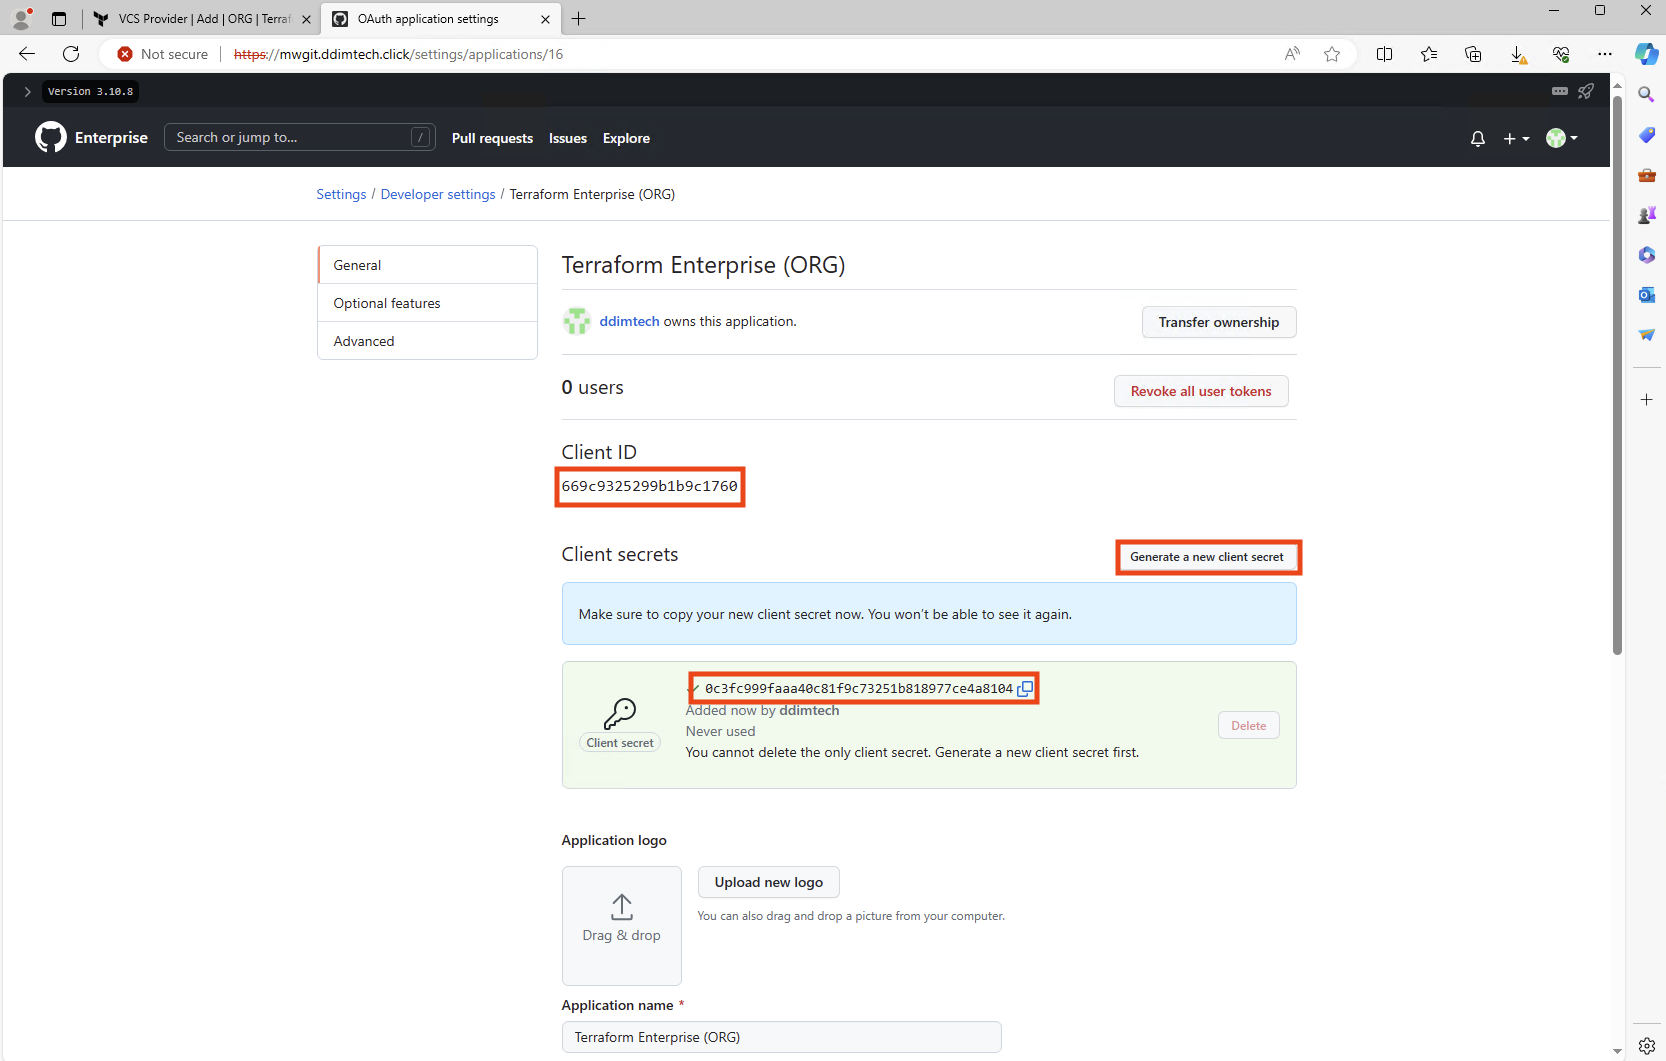 VCS Provider | Add | ORG | Terraf
OAuth application settings
Not secure
https://mwgit.ddimtech.click/settings/applications/16
Version 3.10.8
Enterprise
Search or jump to...
/
Pull requests
Issues
Explore
Settings / Developer settings / Terraform Enterprise (ORG)
General
Optional features
Advanced
Terraform Enterprise (ORG)
ddimtech owns this application.
Transfer ownership
0 users
Revoke all user tokens
Client ID
669c9325299b1b9c1760
Client secrets
Generate a new client secret
Make sure to copy your new client secret now. You won't be able to see it again.
0c3fc999faaa40c81f9c73251b818977ce4a8104
Added now by ddimtech
Never used
You cannot delete the only client secret. Generate a new client secret first.
Client secret
Delete
Application logo
Drag & drop
Upload new logo
You can also drag and drop a picture from your computer.
Application name *
Terraform Enterprise (ORG)